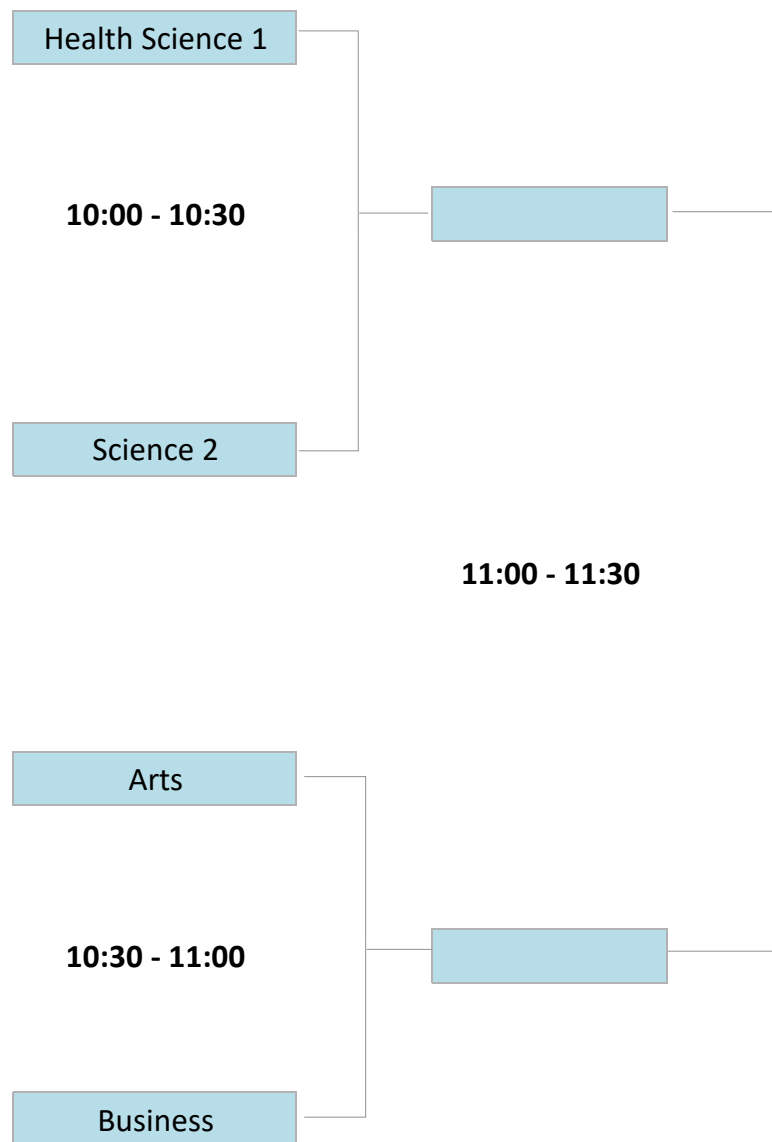 Health Science 1
10:00 - 10:30
Science 2
11:00 - 11:30
Arts
10:30 - 11:00
Business